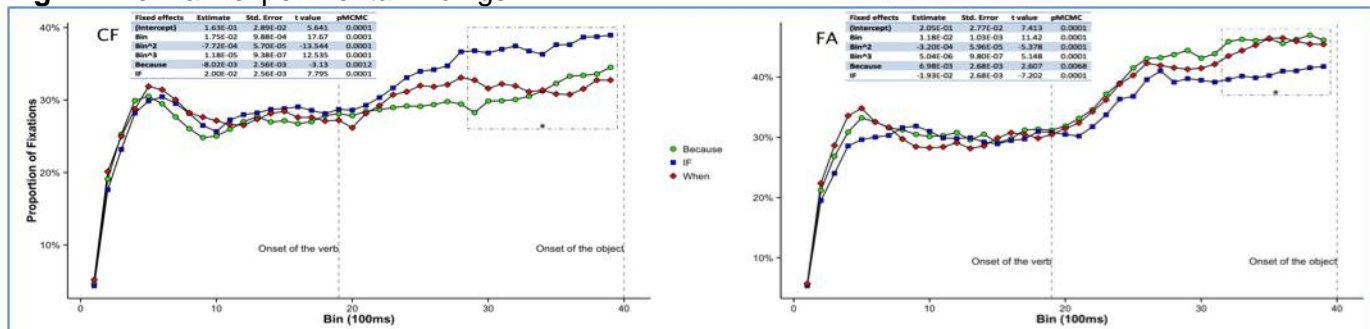 CF
Fixed effects Estimate Std. Error t value pMCMC
(Intercept) 1.63E-01 2.89E-02 5.641 0.0001
Bin 1.75E-02 9.88E-04 17.67 0.0001
Bin^2 -7.72E-04 5.70E-05 -13.544 0.0001
Bin^3 1.18E-05 9.38E-07 12.535 0.0001
Because -8.02E-03 2.56E-03 -3.13 0.0012
IF 2.00E-02 2.56E-03 7.795 0.0001
40%
30%
20%
10%
Proportion of Fixations
Onset of the verb
Onset of the object
*
0 10 20 30 40
Bin (100ms)
Because
IF
When
FA
Fixed effects Estimate Std. Error t value pMCMC
(Intercept) 2.05E-01 2.77E-02 7.413 0.0001
Bin 1.18E-02 1.03E-03 11.42 0.0001
Bin^2 -3.20E-04 5.96E-05 -5.378 0.0001
Bin^3 5.04E-06 9.80E-07 5.148 0.0001
Because 6.98E-03 2.68E-03 2.607 0.0068
IF -1.93E-02 2.68E-03 -7.202 0.0001
40%
30%
20%
10%
Onset of the verb
Onset of the object
*
0 10 20 30 40
Bin (100ms)